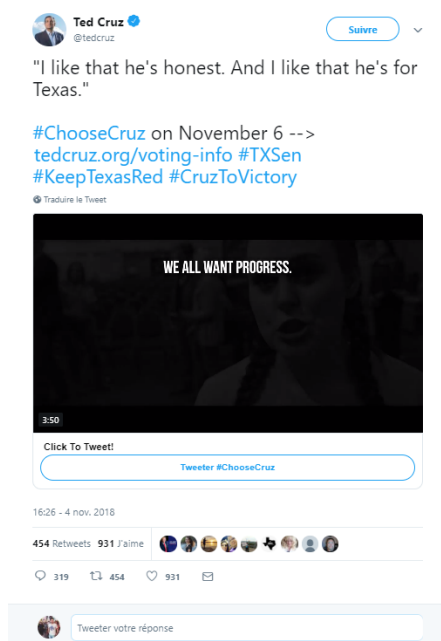 Ted Cruz
@tedcruz
Suivre
"I like that he's honest. And I like that he's for
Texas."
#ChooseCruz on November 6 -->
tedcruz.org/voting-info #TXSen
#KeepTexasRed #CruzToVictory
Traduire le Tweet
WE ALL WANT PROGRESS.
3:50
Click To Tweet!
Tweeter #ChooseCruz
16:26 - 4 nov. 2018
454 Retweets 931 J'aime
319 454 931
Tweeter votre réponse